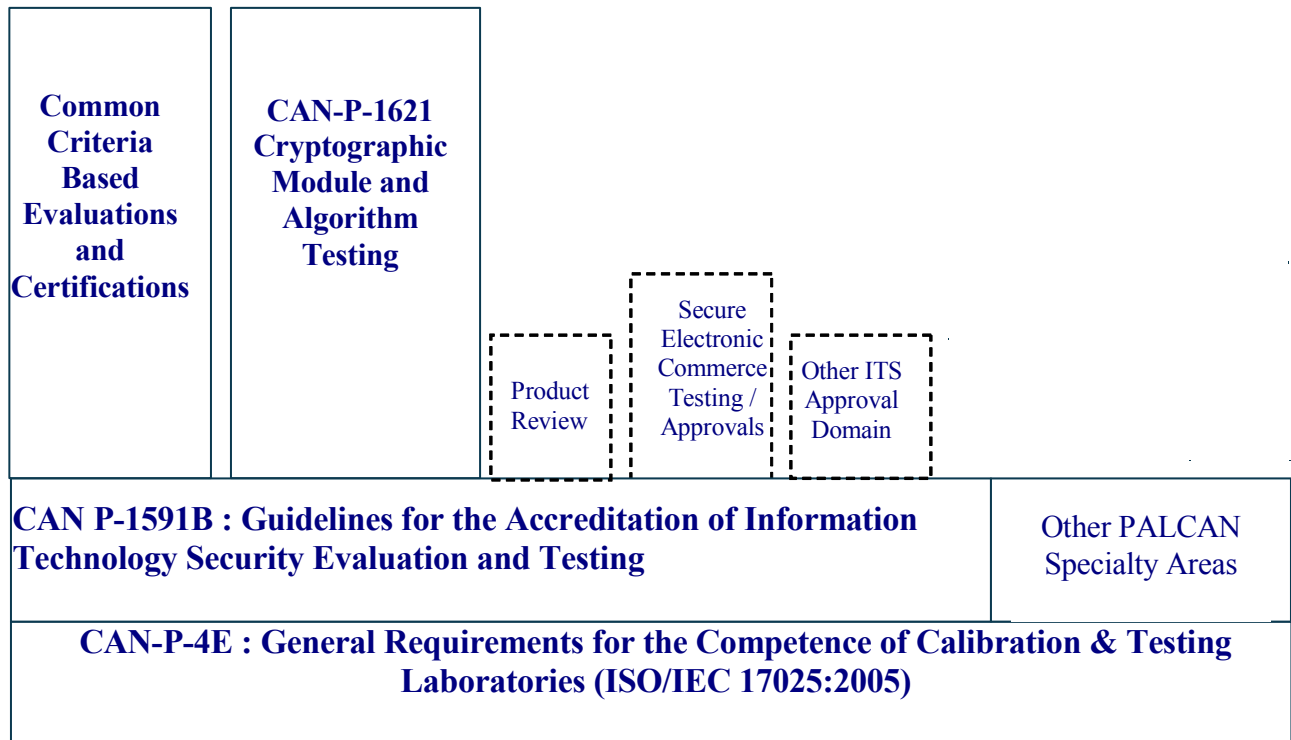 Common
Criteria
Based
Evaluations
and
Certifications
CAN-P-1621
Cryptographic
Module and
Algorithm
Testing
Product
Review
Secure
Electronic
Commerce
Testing /
Approvals
Other ITS
Approval
Domain
CAN P-1591B : Guidelines for the Accreditation of Information
Technology Security Evaluation and Testing
Other PALCAN
Specialty Areas
CAN-P-4E : General Requirements for the Competence of Calibration & Testing
Laboratories (ISO/IEC 17025:2005)